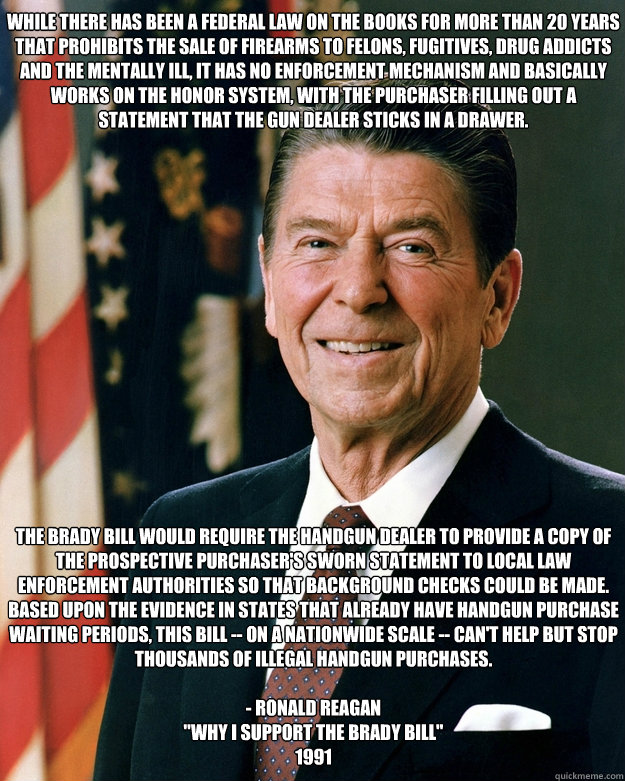 WHILE THERE HAS BEEN A FEDERAL LAW ON THE BOOKS FOR MORE THAN 20 YEARS
THAT PROHIBITS THE SALE OF FIREARMS TO FELONS, FUGITIVES, DRUG ADDICTS
AND THE MENTALLY ILL, IT HAS NO ENFORCEMENT MECHANISM AND BASICALLY
WORKS ON THE HONOR SYSTEM, WITH THE PURCHASER FILLING OUT A
STATEMENT THAT THE GUN DEALER STICKS IN A DRAWER.
THE BRADY BILL WOULD REQUIRE THE HANDGUN DEALER TO PROVIDE A COPY OF
THE PROSPECTIVE PURCHASER'S SWORN STATEMENT TO LOCAL LAW
ENFORCEMENT AUTHORITIES SO THAT BACKGROUND CHECKS COULD BE MADE.
BASED UPON THE EVIDENCE IN STATES THAT ALREADY HAVE HANDGUN PURCHASE
WAITING PERIODS, THIS BILL -- ON A NATIONWIDE SCALE -- CAN'T HELP BUT STOP
THOUSANDS OF ILLEGAL HANDGUN PURCHASES.
- RONALD REAGAN
"WHY I SUPPORT THE BRADY BILL"
1991
quickmeme.com